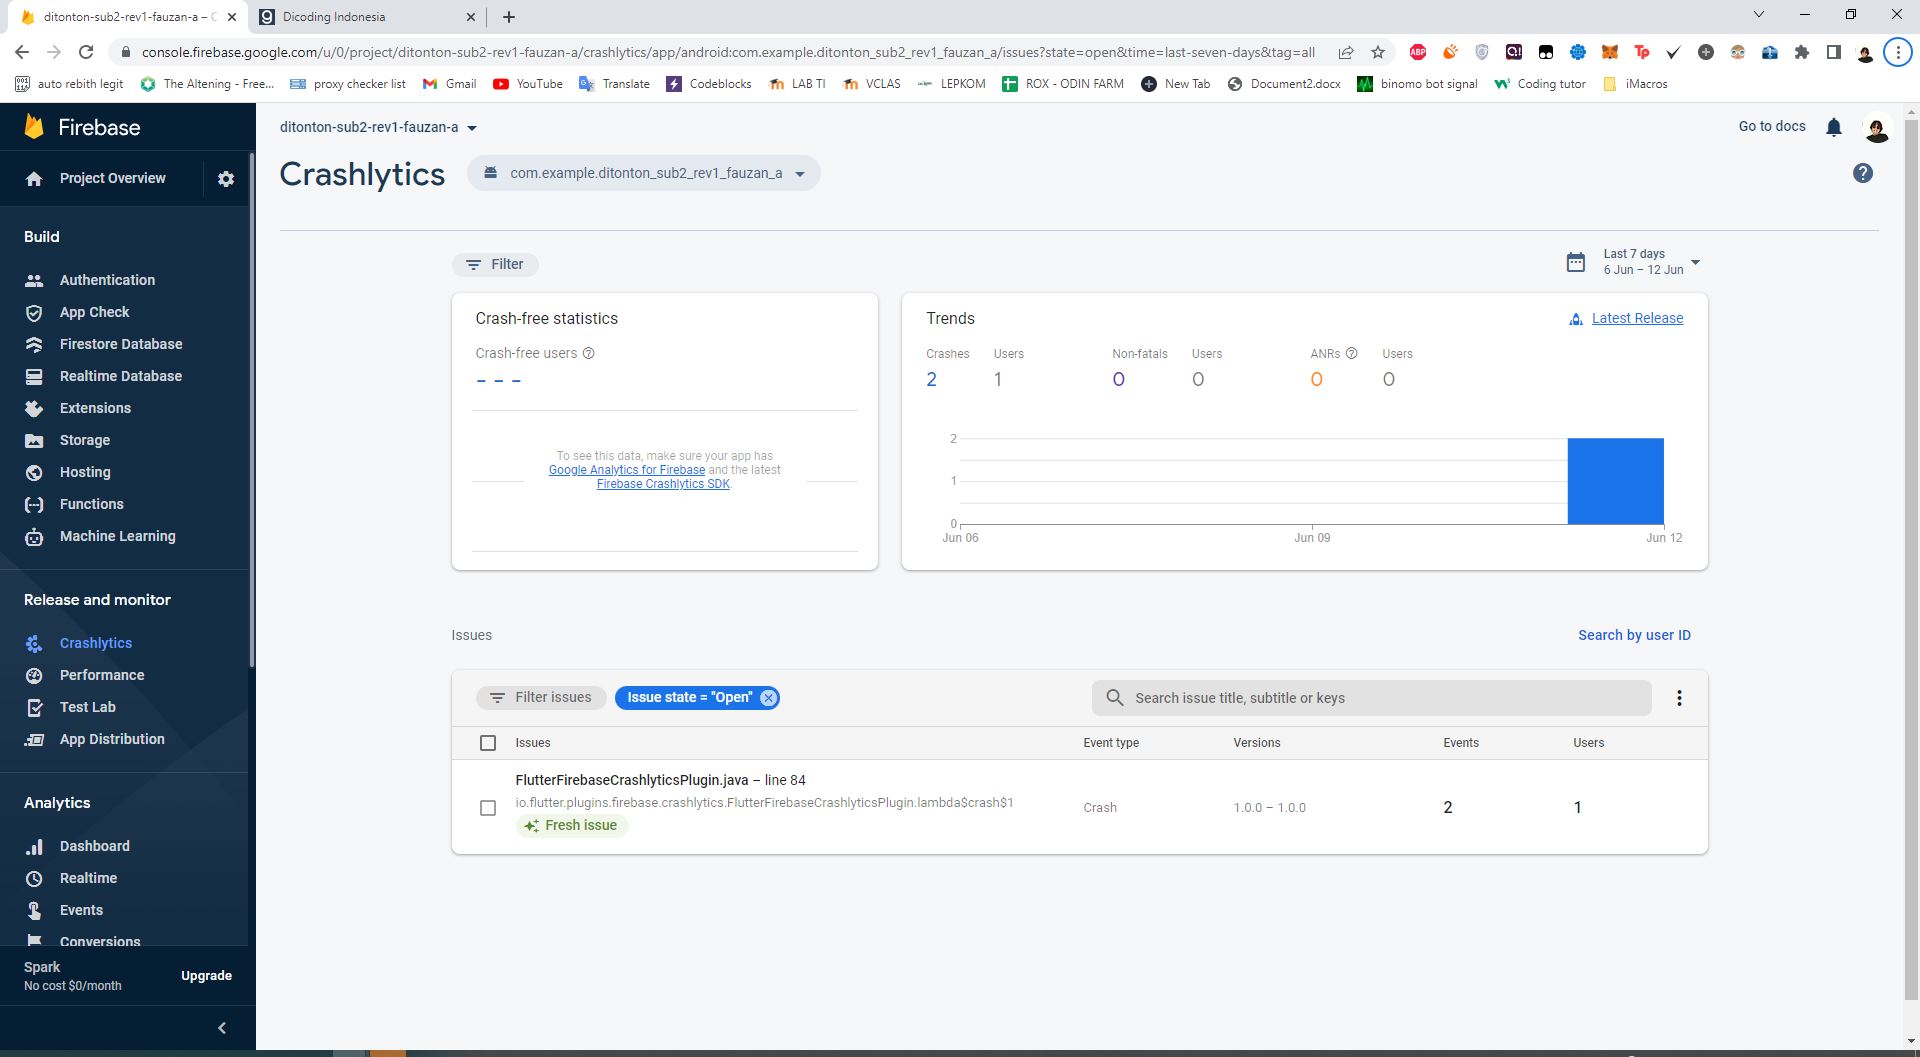 ditonton-sub2-rev1-fauzan-a – C
Dicoding Indonesia
console.firebase.google.com/u/0/project/ditonton-sub2-rev1-fauzan-a/crashlytics/app/android:com.example.ditonton_sub2_rev1_fauzan_a/issues?state=open&time=last-seven-days&tag=all
auto rebith legit
The Altening - Free...
proxy checker list
Gmail
YouTube
Translate
Codeblocks
LAB TI
VCLAS
LEPKOM
ROX - ODIN FARM
New Tab
Document2.docx
binomo bot signal
Coding tutor
iMacros
Firebase
ditonton-sub2-rev1-fauzan-a
Go to docs
Project Overview
Crashlytics
com.example.ditonton_sub2_rev1_fauzan_a
Build
Authentication
App Check
Firestore Database
Realtime Database
Extensions
Storage
Hosting
Functions
Machine Learning
Release and monitor
Crashlytics
Performance
Test Lab
App Distribution
Analytics
Dashboard
Realtime
Events
Conversions
Spark
No cost $0/month
Upgrade
Filter
Last 7 days
6 Jun – 12 Jun
Crash-free statistics
Crash-free users
– – –
To see this data, make sure your app has
Google Analytics for Firebase and the latest
Firebase Crashlytics SDK.
Trends
Latest Release
Crashes Users Non-fatals Users ANRs Users
2 1 0 0 0 0
2
1
0
Jun 06 Jun 09 Jun 12
Issues
Search by user ID
Filter issues
Issue state = "Open"
Search issue title, subtitle or keys
Issues Event type Versions Events Users
FlutterFirebaseCrashlyticsPlugin.java – line 84
io.flutter.plugins.firebase.crashlytics.FlutterFirebaseCrashlyticsPlugin.lambda$crash$1
Crash 1.0.0 – 1.0.0 2 1
Fresh issue